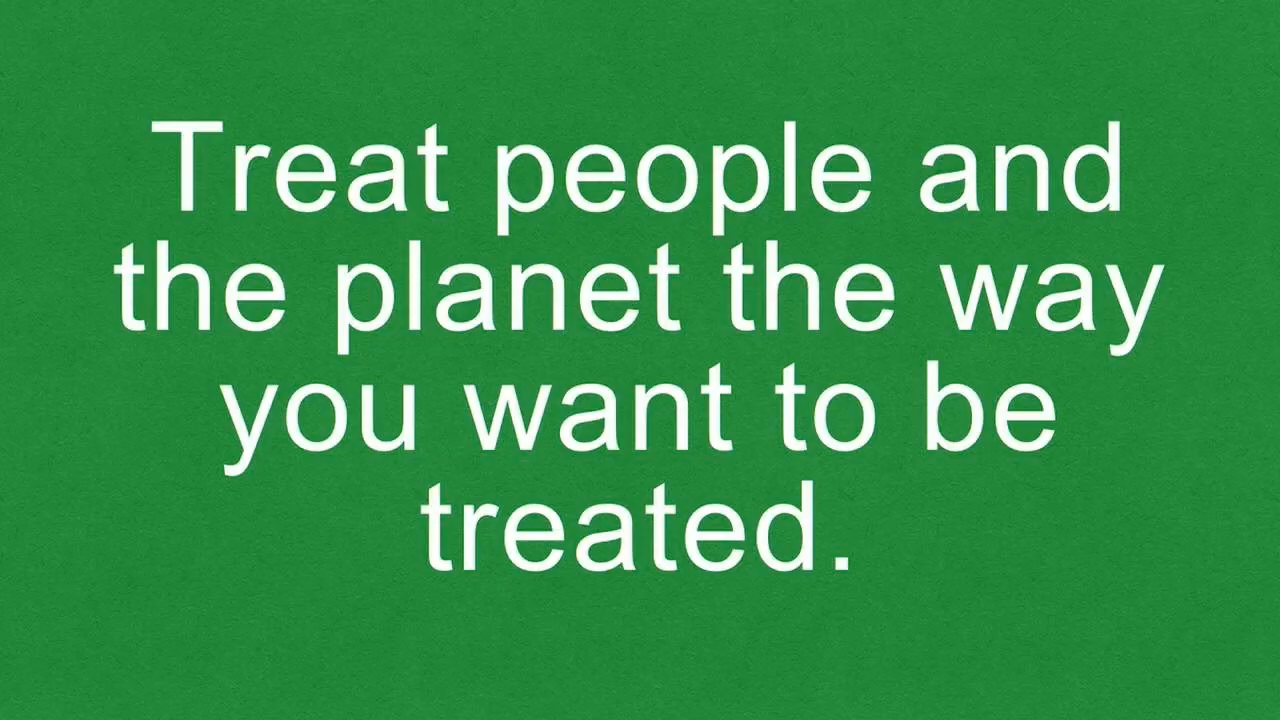 Treat people and
the planet the way
you want to be
treated.